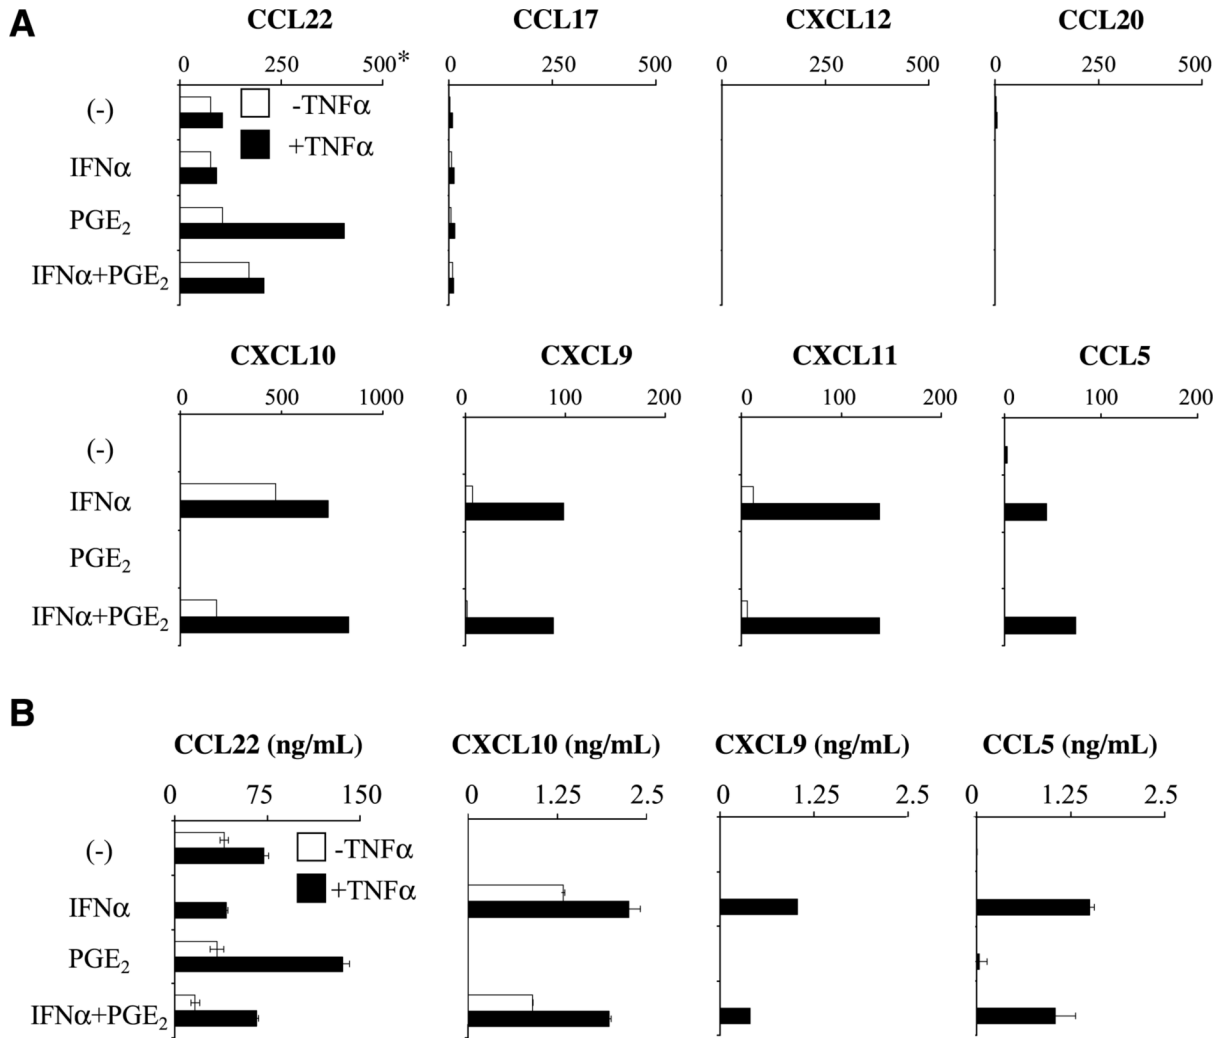 A
CCL22 CCL17 CXCL12 CCL20
0 250 500* 0 250 500 0 250 500 0 250 500
(-)
-TNFα
+TNFα
IFNα
PGE₂
IFNα+PGE₂
CXCL10 CXCL9 CXCL11 CCL5
0 500 1000 0 100 200 0 100 200 0 100 200
(-)
IFNα
PGE₂
IFNα+PGE₂
B
CCL22 (ng/mL) CXCL10 (ng/mL) CXCL9 (ng/mL) CCL5 (ng/mL)
0 75 150 0 1.25 2.5 0 1.25 2.5 0 1.25 2.5
(-)
-TNFα
+TNFα
IFNα
PGE₂
IFNα+PGE₂